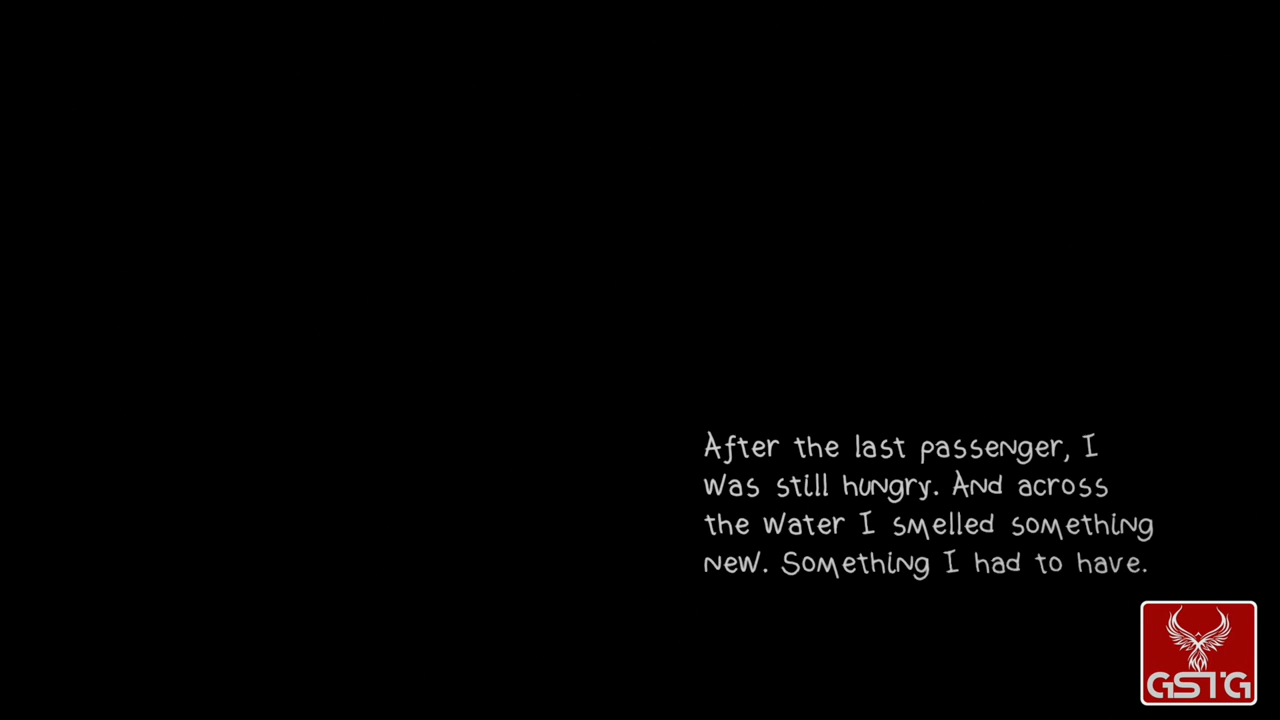 After the last passenger, I
was still hungry. And across
the water I smelled something
new. Something I had to have.
GSTG